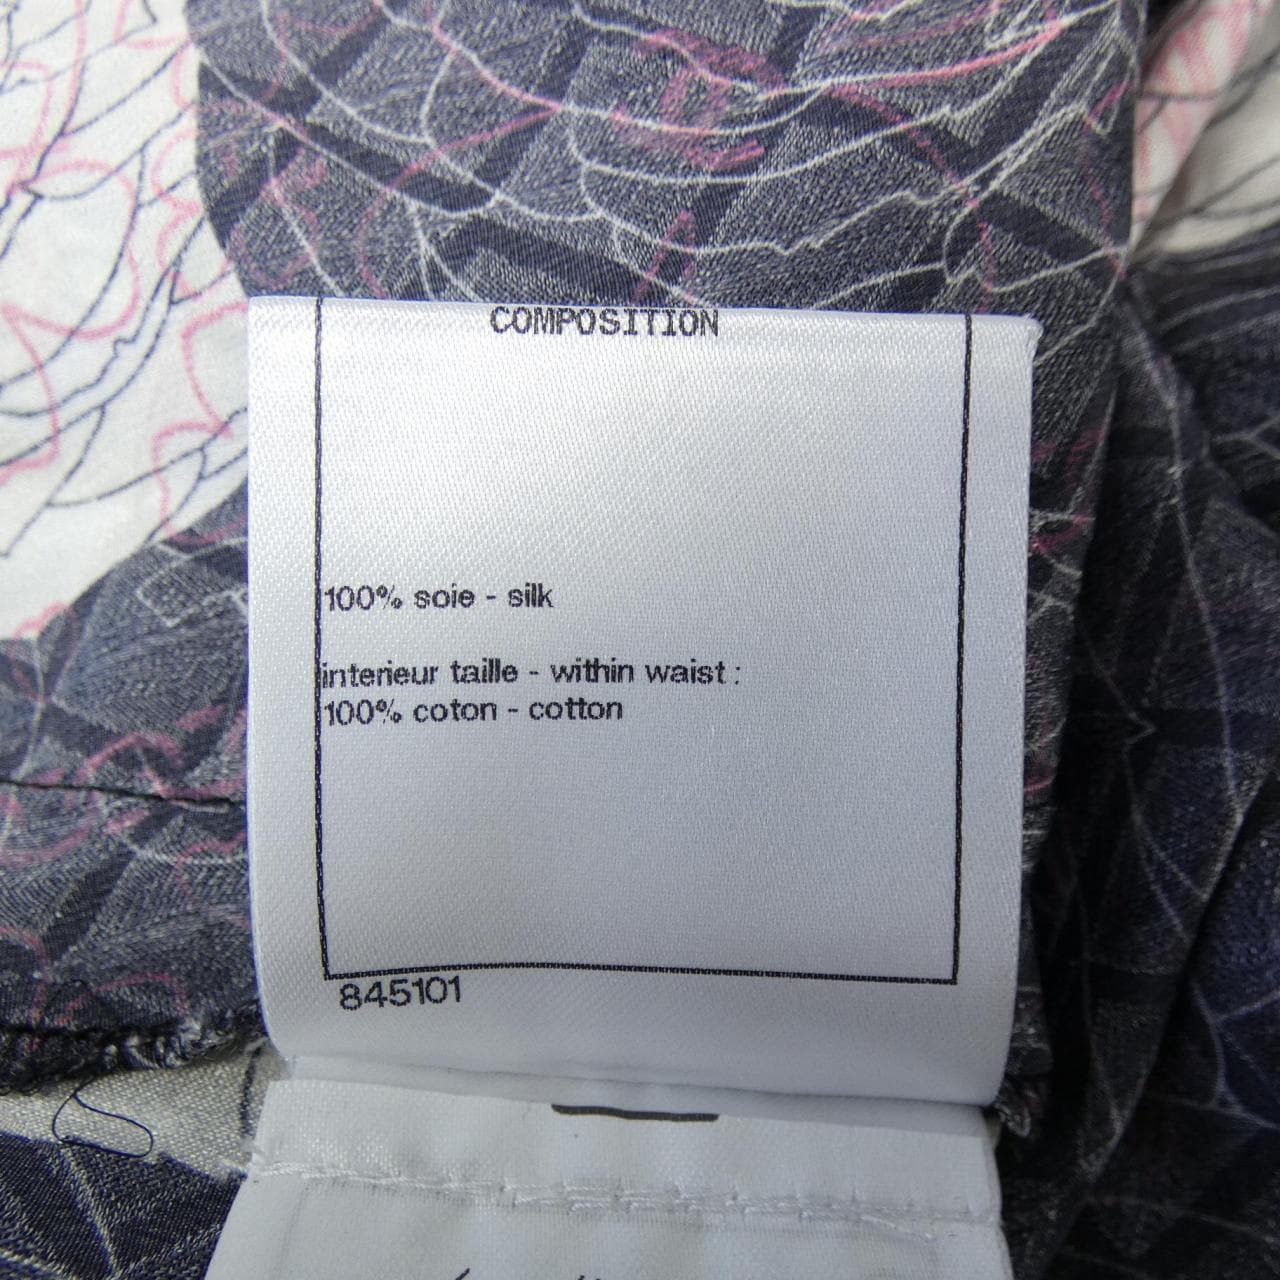 COMPOSITION
100% soie - silk
interieur taille - within waist :
100% coton - cotton
845101